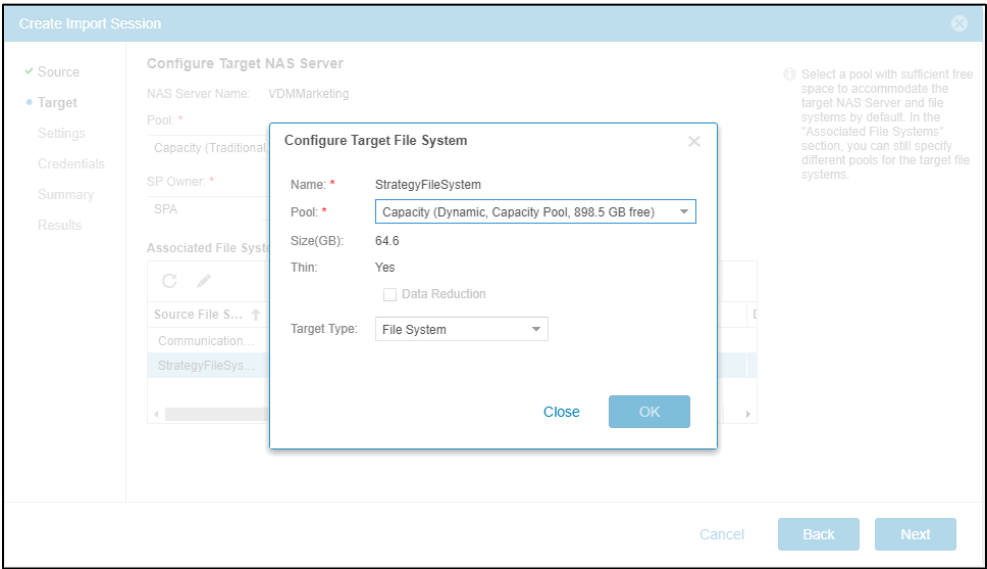 Create Import Session
Source
Target
Settings
Credentials
Summary
Results
Configure Target NAS Server
NAS Server Name: VDMMarketing
Pool: *
Capacity (Traditional,
SP Owner: *
SPA
Associated File Syste
Source File S...
Communication...
StrategyFileSys...
Select a pool with sufficient free
space to accommodate the
target NAS Server and file
systems by default. In the
"Associated File Systems"
section, you can still specify
different pools for the target file
systems.
Configure Target File System
Name: * StrategyFileSystem
Pool: * Capacity (Dynamic, Capacity Pool, 898.5 GB free)
Size(GB): 64.6
Thin: Yes
Data Reduction
Target Type: File System
Close OK
Cancel Back Next